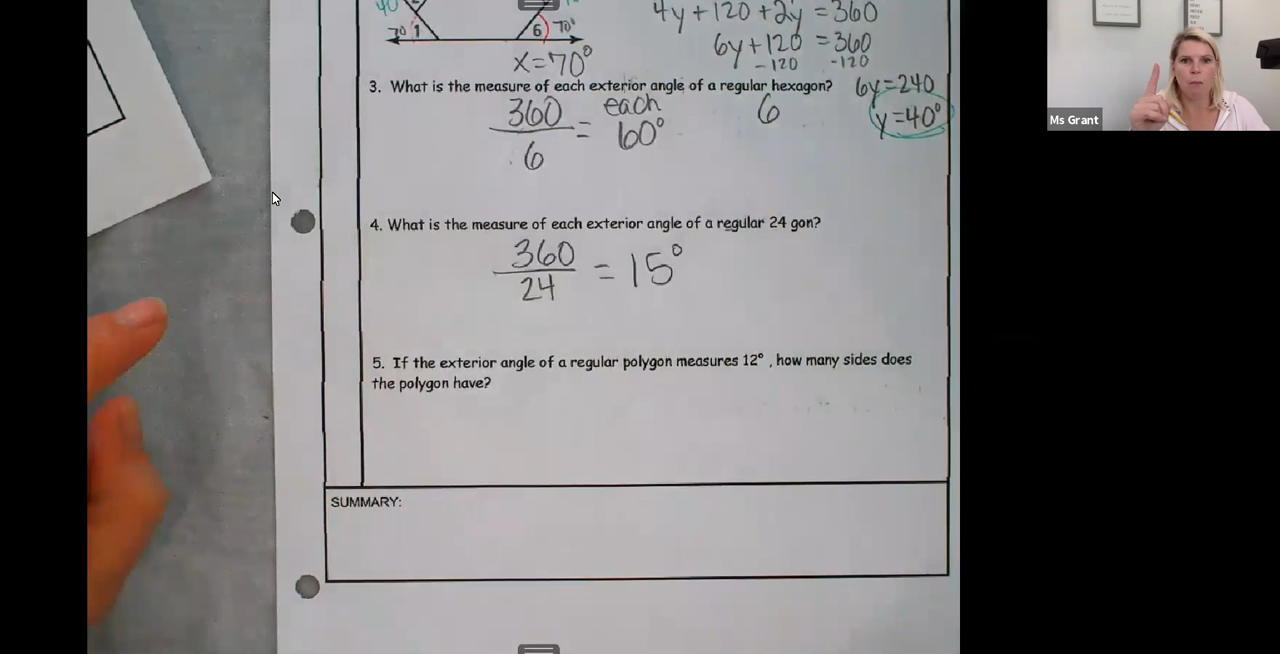 40
4y + 120 + 2y = 360
70° 1
6 70°
6y + 120 = 360
-120 -120
x = 70°
3. What is the measure of each exterior angle of a regular hexagon?
6y = 240
360
6
= each
60°
6
y = 40°
Ms Grant
4. What is the measure of each exterior angle of a regular 24 gon?
360
24
= 15°
5. If the exterior angle of a regular polygon measures 12° , how many sides does
the polygon have?
SUMMARY: